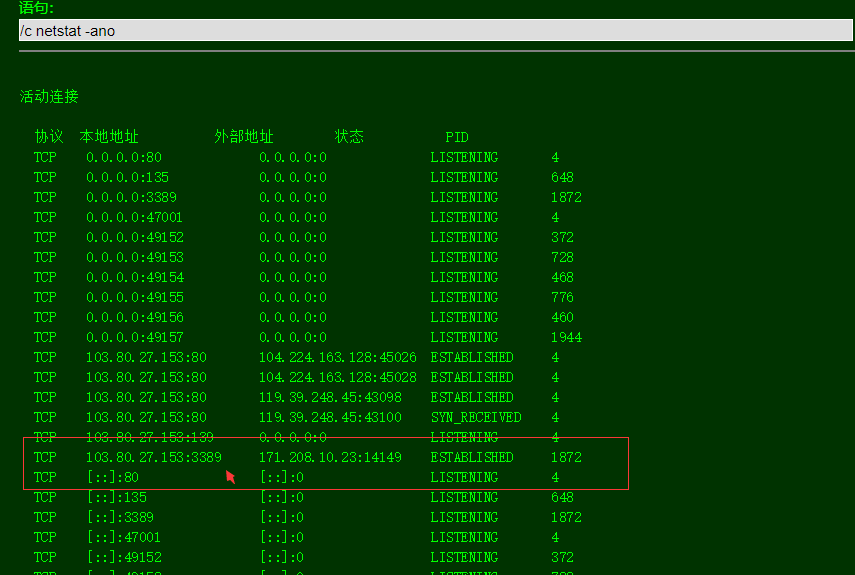 语句:
/c netstat -ano
活动连接
协议 本地地址 外部地址 状态 PID
TCP 0.0.0.0:80 0.0.0.0:0 LISTENING 4
TCP 0.0.0.0:135 0.0.0.0:0 LISTENING 648
TCP 0.0.0.0:3389 0.0.0.0:0 LISTENING 1872
TCP 0.0.0.0:47001 0.0.0.0:0 LISTENING 4
TCP 0.0.0.0:49152 0.0.0.0:0 LISTENING 372
TCP 0.0.0.0:49153 0.0.0.0:0 LISTENING 728
TCP 0.0.0.0:49154 0.0.0.0:0 LISTENING 468
TCP 0.0.0.0:49155 0.0.0.0:0 LISTENING 776
TCP 0.0.0.0:49156 0.0.0.0:0 LISTENING 460
TCP 0.0.0.0:49157 0.0.0.0:0 LISTENING 1944
TCP 103.80.27.153:80 104.224.163.128:45026 ESTABLISHED 4
TCP 103.80.27.153:80 104.224.163.128:45028 ESTABLISHED 4
TCP 103.80.27.153:80 119.39.248.45:43098 ESTABLISHED 4
TCP 103.80.27.153:80 119.39.248.45:43100 SYN_RECEIVED 4
TCP 103.80.27.153:139 0.0.0.0:0 LISTENING 4
TCP 103.80.27.153:3389 171.208.10.23:14149 ESTABLISHED 1872
TCP [::]:80 [::]:0 LISTENING 4
TCP [::]:135 [::]:0 LISTENING 648
TCP [::]:3389 [::]:0 LISTENING 1872
TCP [::]:47001 [::]:0 LISTENING 4
TCP [::]:49152 [::]:0 LISTENING 372